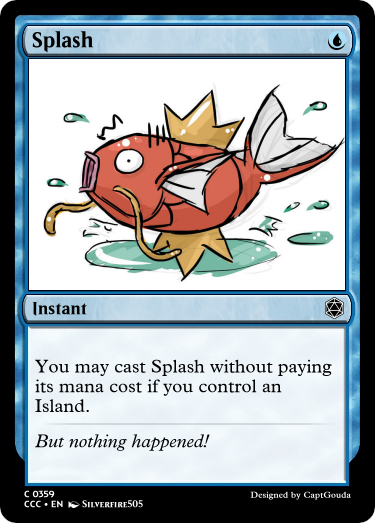 Splash
Instant
You may cast Splash without paying
its mana cost if you control an
Island.
But nothing happened!
C 0359
CCC • EN SILVERFIRE505
Designed by CaptGouda